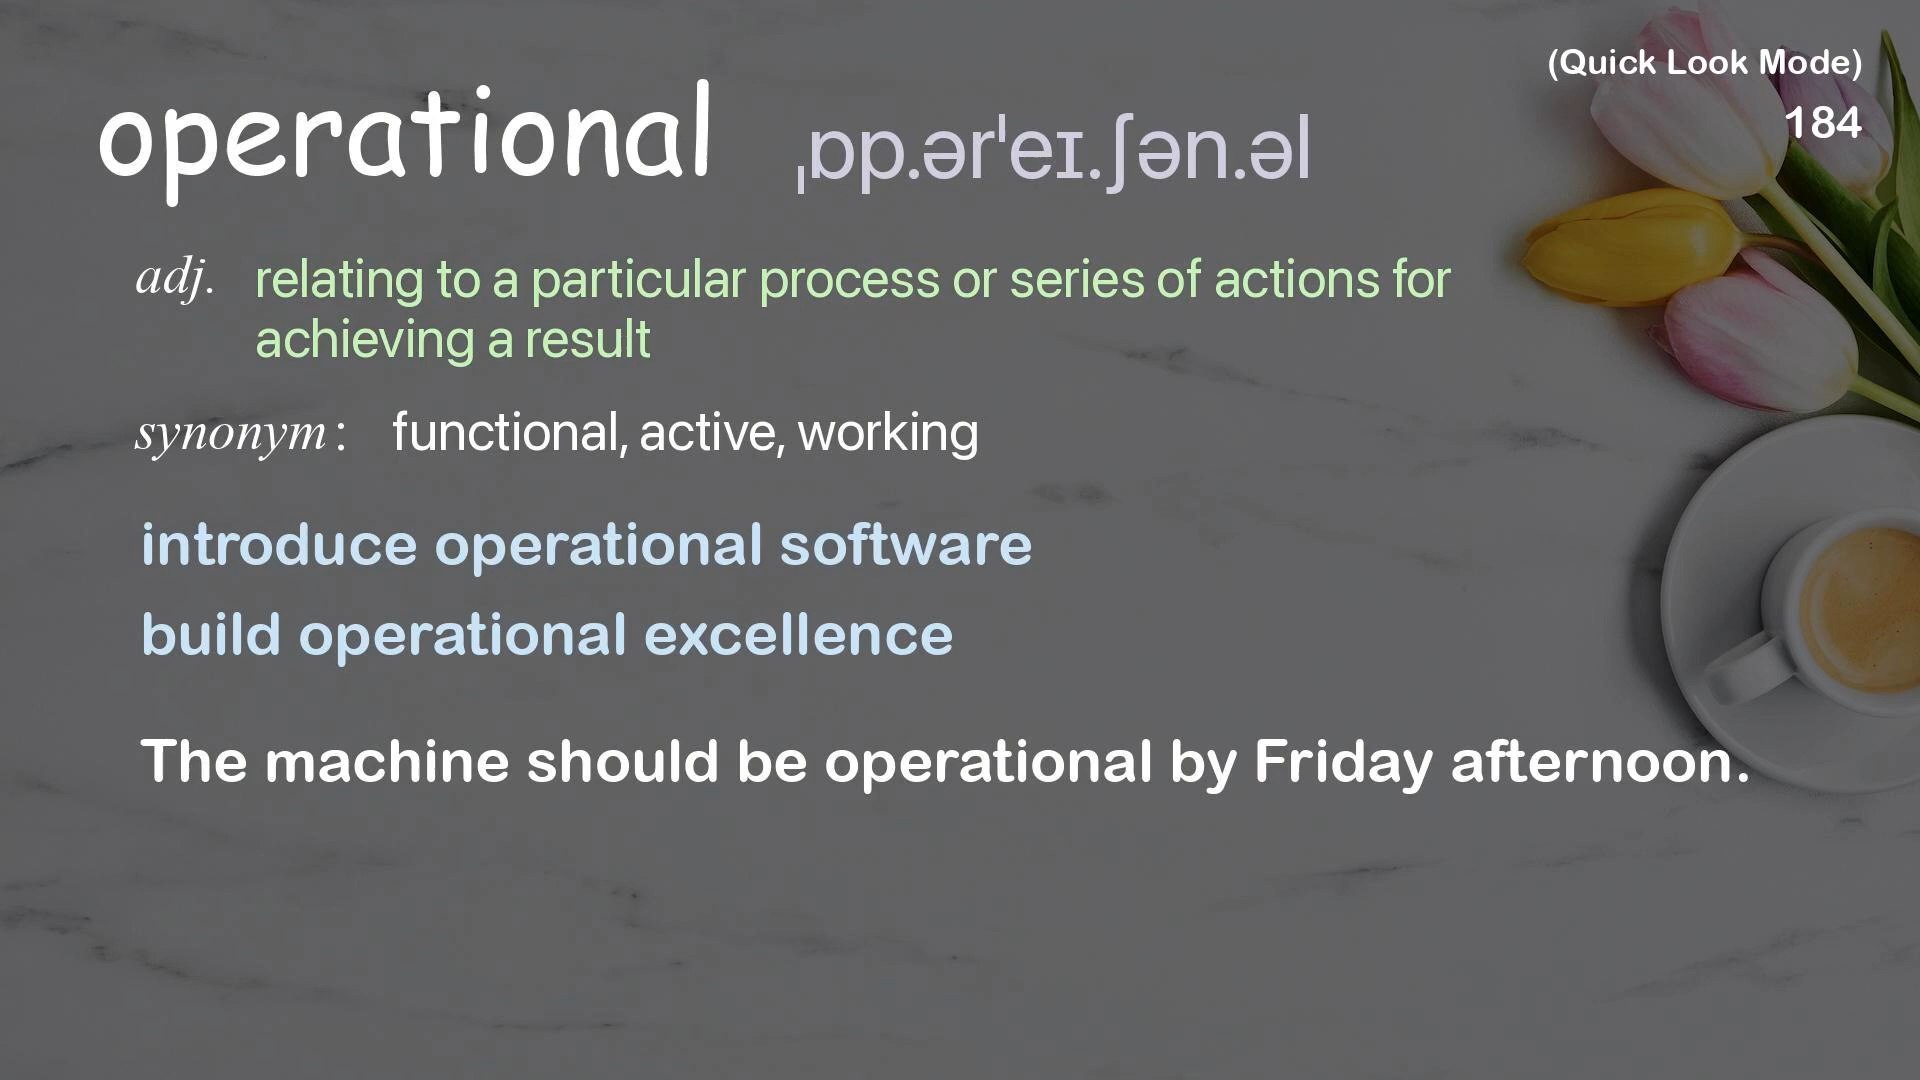 (Quick Look Mode)
184
operational ˌɒp.ərˈeɪ.ʃən.əl
adj. relating to a particular process or series of actions for
achieving a result
synonym: functional, active, working
introduce operational software
build operational excellence
The machine should be operational by Friday afternoon.